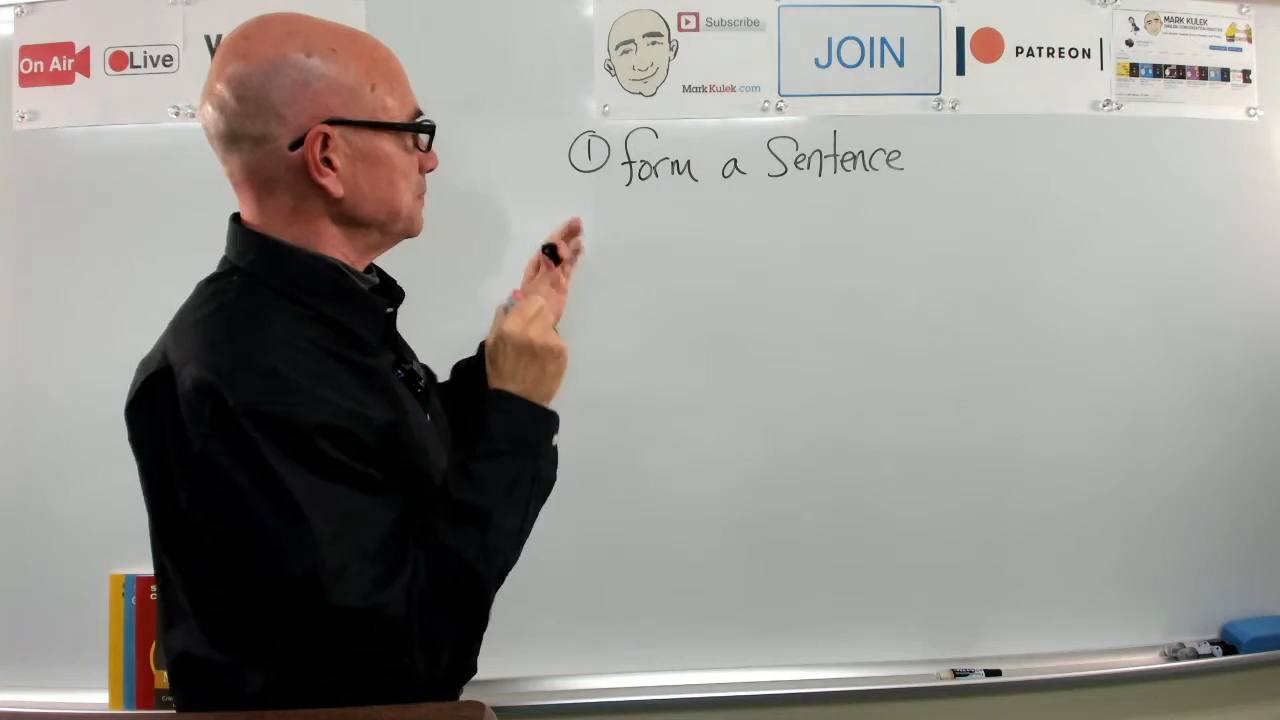 On Air
Live
Subscribe
MarkKulek.com
JOIN
PATREON
MARK KULEK
① form a Sentence